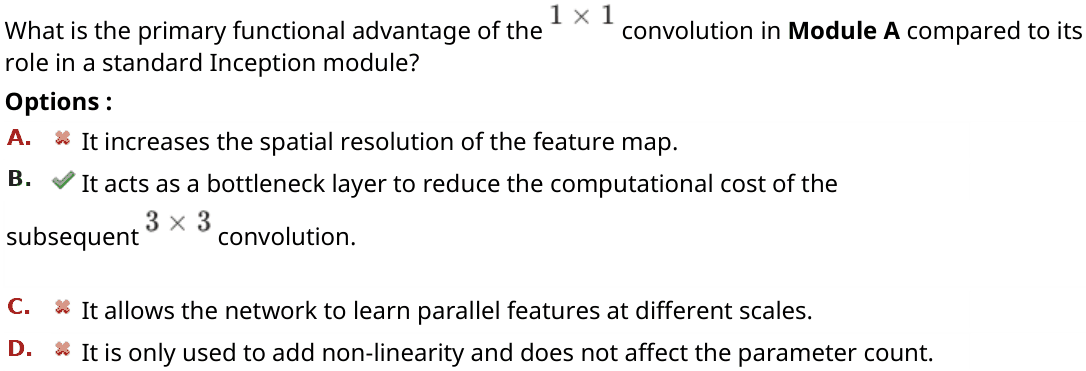 What is the primary functional advantage of the 1 × 1 convolution in Module A compared to its
role in a standard Inception module?
Options :
A. It increases the spatial resolution of the feature map.
B. It acts as a bottleneck layer to reduce the computational cost of the
subsequent 3 × 3 convolution.
C. It allows the network to learn parallel features at different scales.
D. It is only used to add non-linearity and does not affect the parameter count.